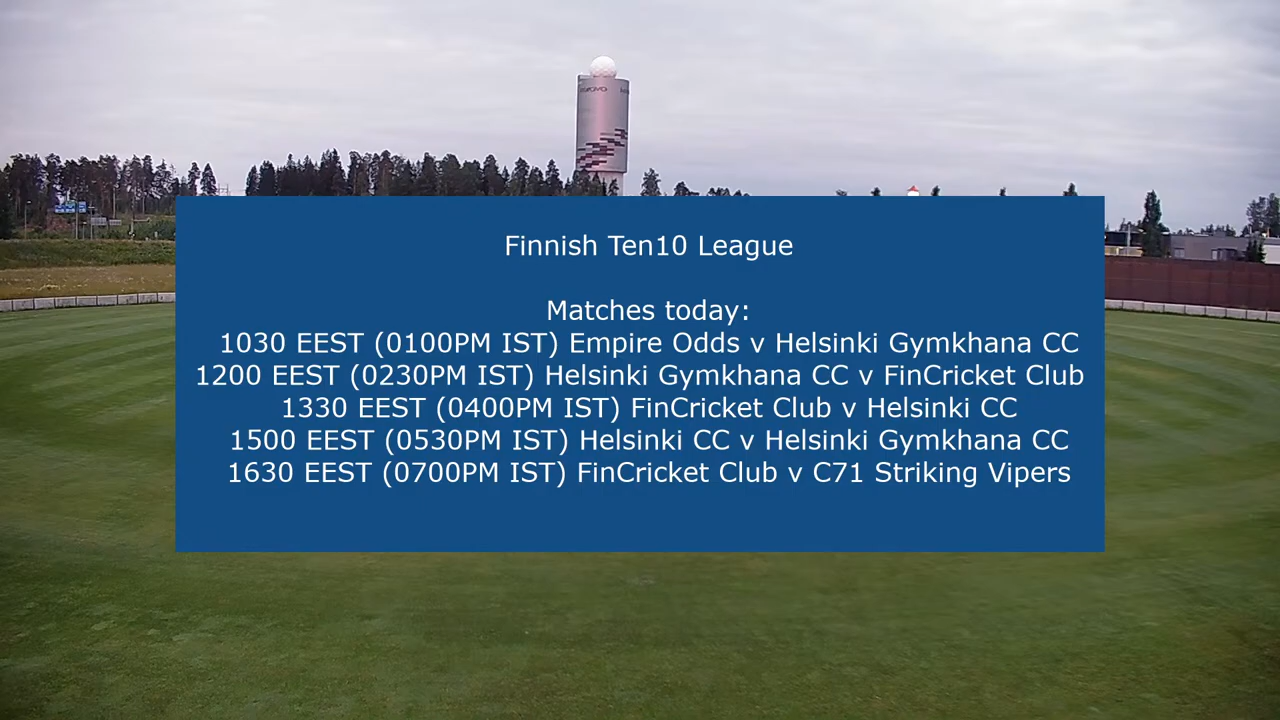 Finnish Ten10 League
Matches today:
1030 EEST (0100PM IST) Empire Odds v Helsinki Gymkhana CC
1200 EEST (0230PM IST) Helsinki Gymkhana CC v FinCricket Club
1330 EEST (0400PM IST) FinCricket Club v Helsinki CC
1500 EEST (0530PM IST) Helsinki CC v Helsinki Gymkhana CC
1630 EEST (0700PM IST) FinCricket Club v C71 Striking Vipers